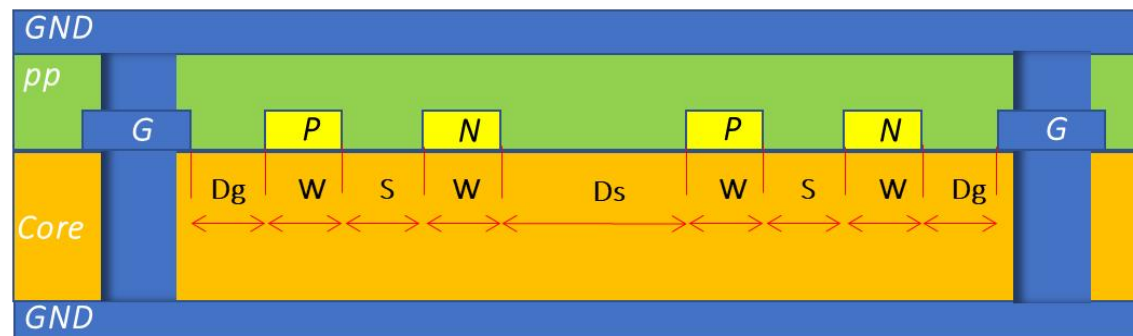 GND
pp
G P N P N G
Dg W S W Ds W S W Dg
Core
GND